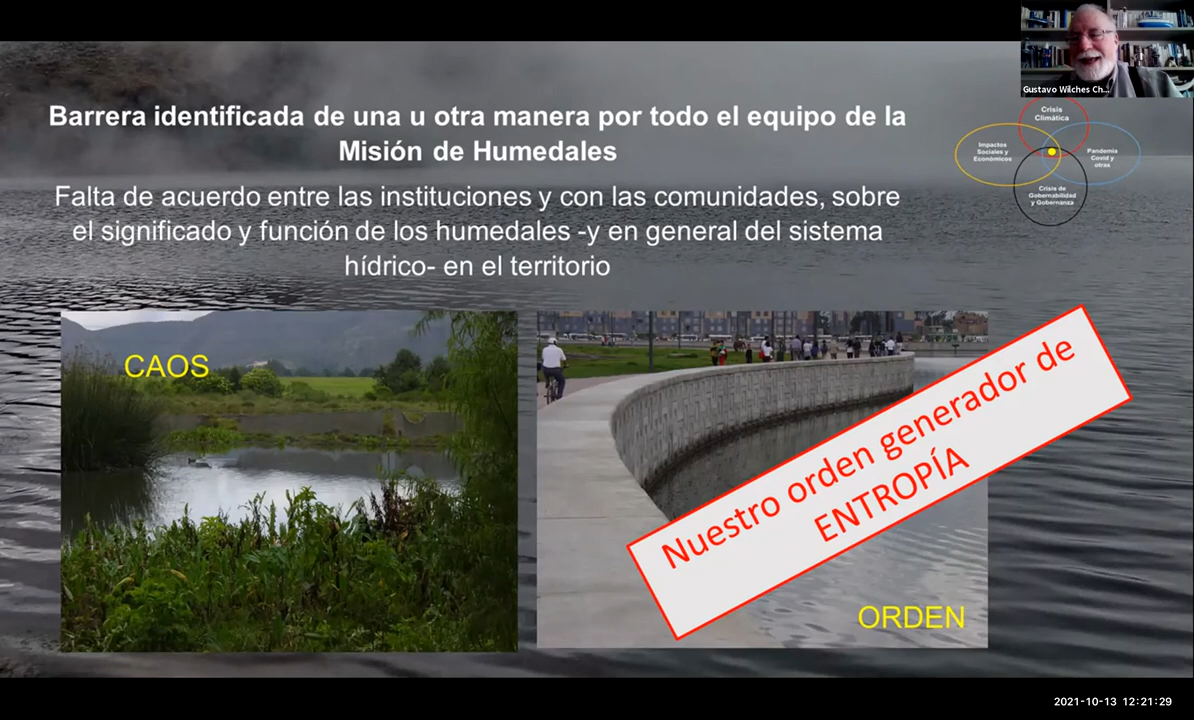 Gustavo Wilches Ch...
Barrera identificada de una u otra manera por todo el equipo de la
Misión de Humedales
Falta de acuerdo entre las instituciones y con las comunidades, sobre
el significado y función de los humedales -y en general del sistema
hídrico- en el territorio
Crisis
Climática
Impactos
Sociales y
Económicos
Pandemia
Covid y
otras
Crisis de
Gobernabilidad
y Gobernanza
CAOS
Nuestro orden generador de
ENTROPÍA
ORDEN
2021-10-13 12:21:29